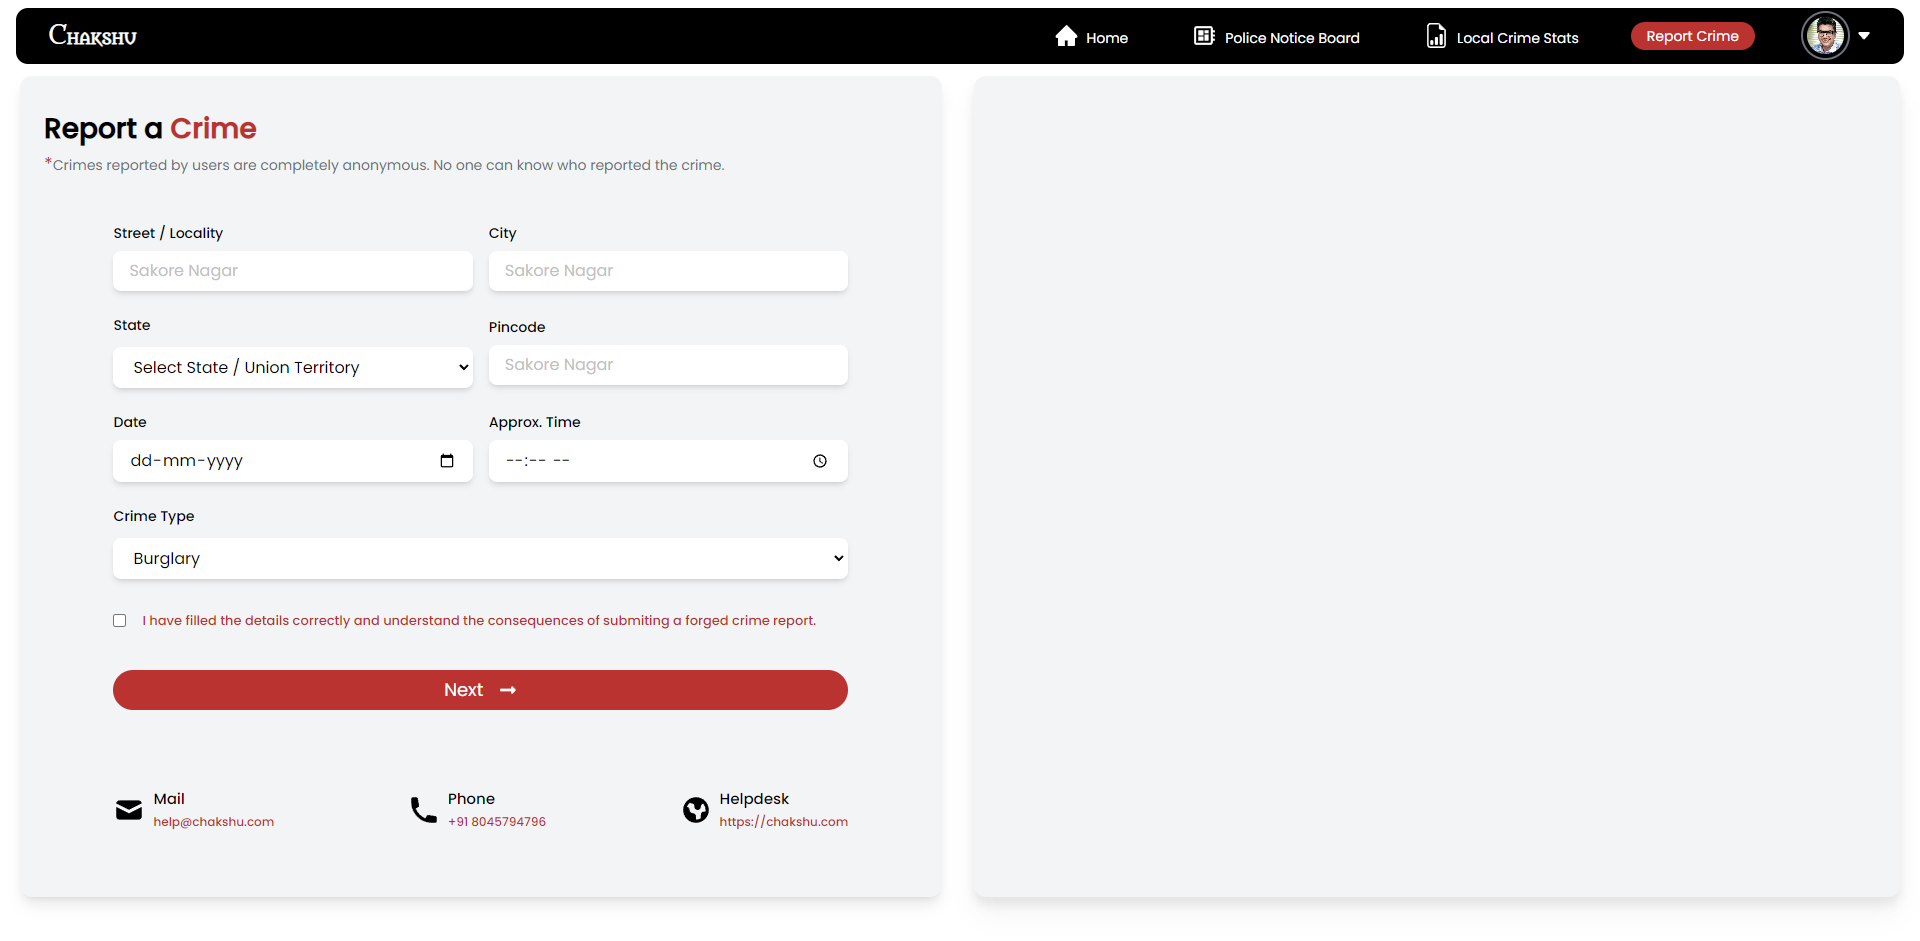 Chakshu
Home
Police Notice Board
Local Crime Stats
Report Crime
Report a Crime
*Crimes reported by users are completely anonymous. No one can know who reported the crime.
Street / Locality
City
Sakore Nagar
Sakore Nagar
State
Pincode
Select State / Union Territory
Sakore Nagar
Date
Approx. Time
dd-mm-yyyy
--:-- --
Crime Type
Burglary
I have filled the details correctly and understand the consequences of submiting a forged crime report.
Next →
Mail
help@chakshu.com
Phone
+91 8045794796
Helpdesk
https://chakshu.com